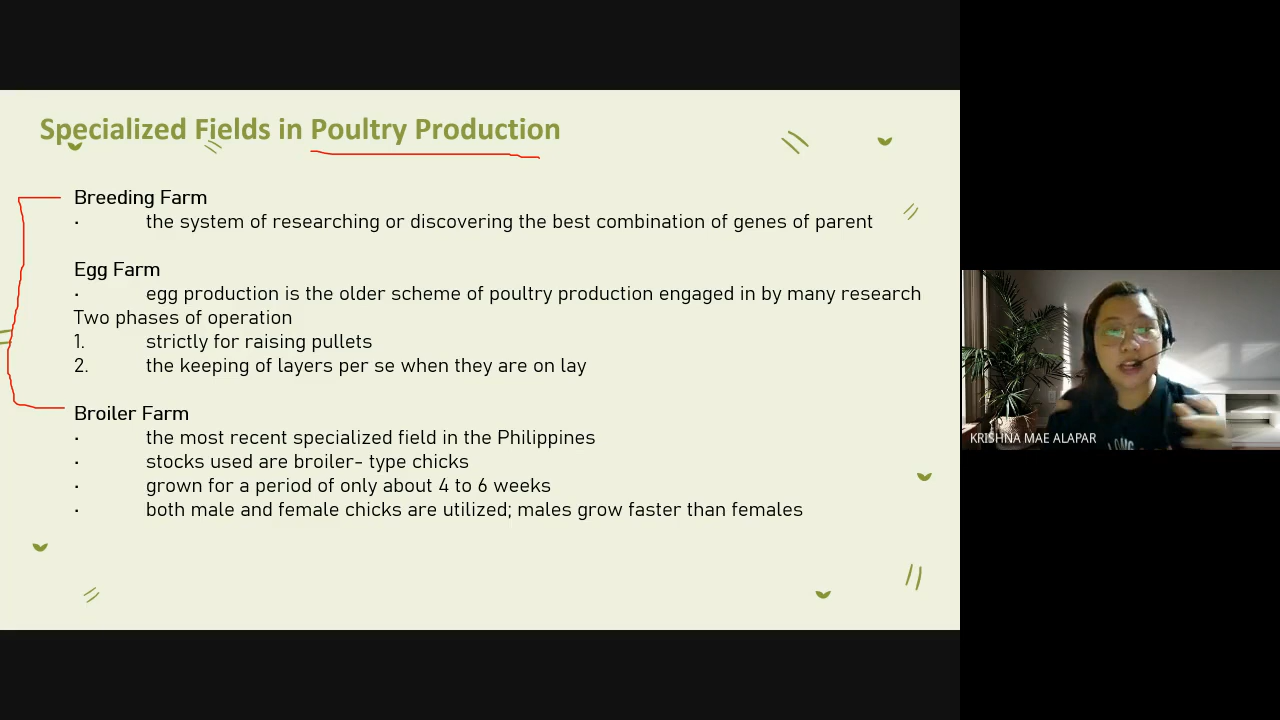 Specialized Fields in Poultry Production
Breeding Farm
· the system of researching or discovering the best combination of genes of parent
Egg Farm
· egg production is the older scheme of poultry production engaged in by many research
Two phases of operation
1. strictly for raising pullets
2. the keeping of layers per se when they are on lay
Broiler Farm
· the most recent specialized field in the Philippines
· stocks used are broiler- type chicks
· grown for a period of only about 4 to 6 weeks
· both male and female chicks are utilized; males grow faster than females
KRISHNA MAE ALAPAR